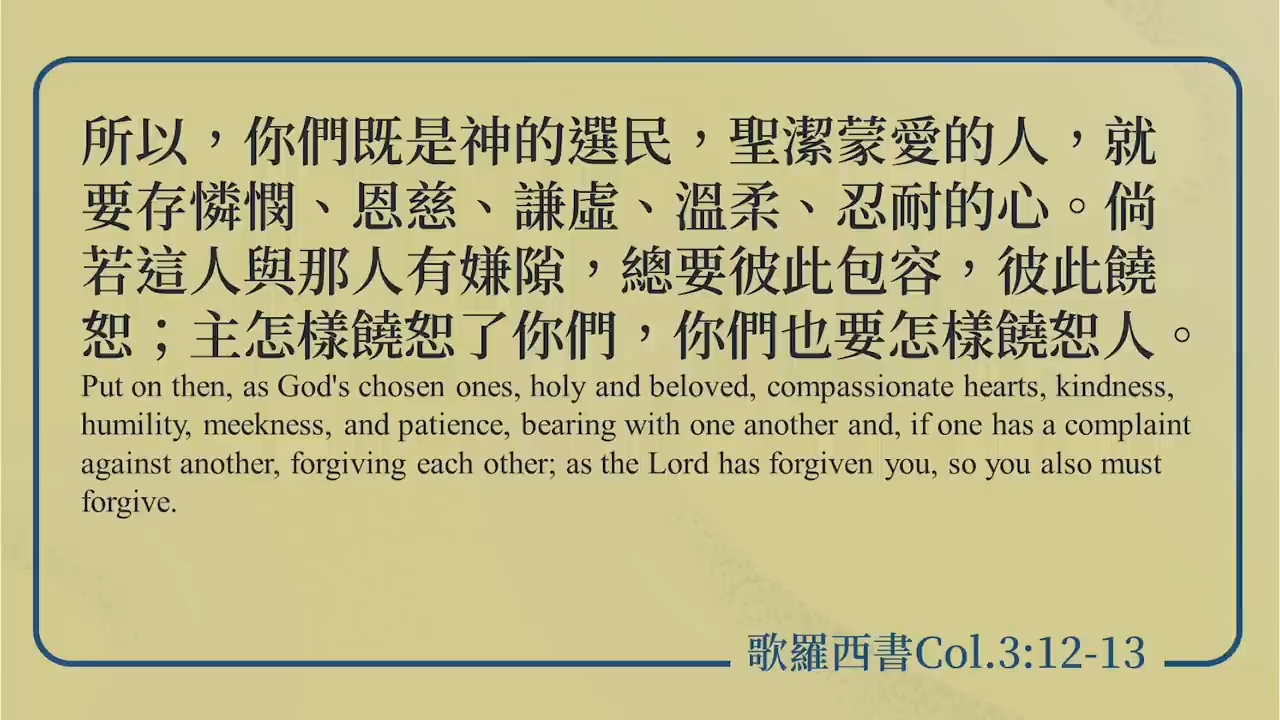 所以，你們既是神的選民，聖潔蒙愛的人，就
要存憐憫、恩慈、謙虛、溫柔、忍耐的心。倘
若這人與那人有嫌隙，總要彼此包容，彼此饒
恕；主怎樣饒恕了你們，你們也要怎樣饒恕人。
Put on then, as God's chosen ones, holy and beloved, compassionate hearts, kindness,
humility, meekness, and patience, bearing with one another and, if one has a complaint
against another, forgiving each other; as the Lord has forgiven you, so you also must
forgive.
歌羅西書Col.3:12-13